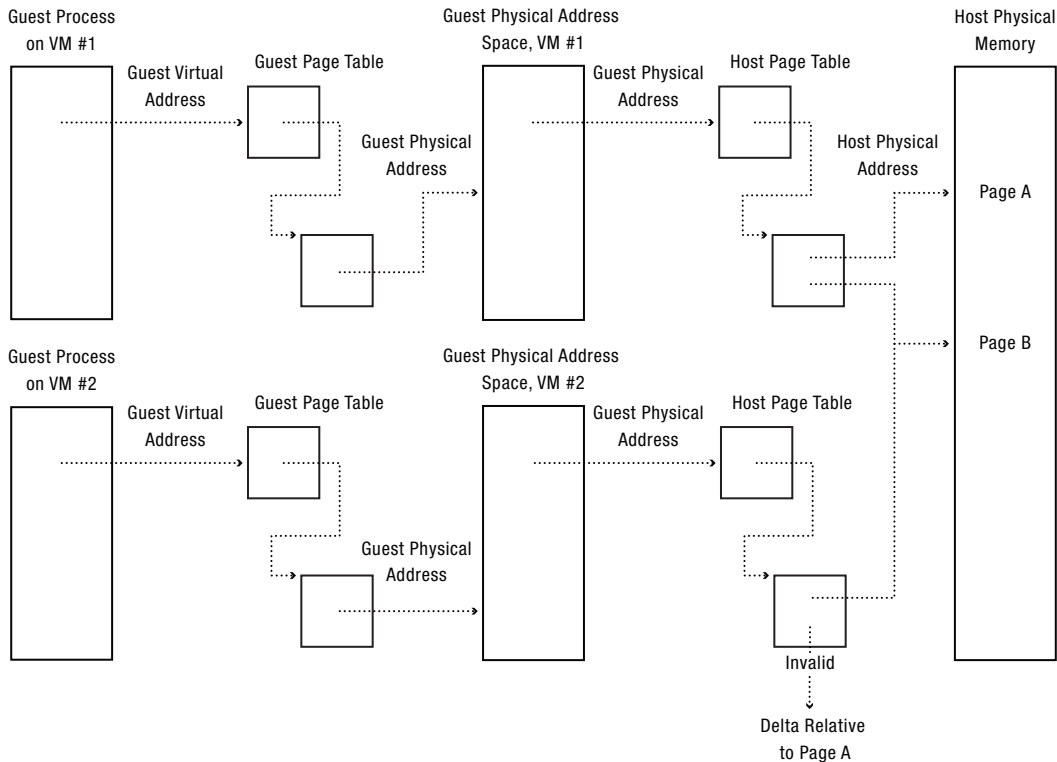 Guest Process
on VM #1
Guest Virtual
Address
Guest Page Table
Guest Physical
Address
Guest Physical Address
Space, VM #1
Guest Physical
Address
Host Page Table
Host Physical
Address
Host Physical
Memory
Page A
Page B
Guest Process
on VM #2
Guest Virtual
Address
Guest Page Table
Guest Physical
Address
Guest Physical Address
Space, VM #2
Guest Physical
Address
Host Page Table
Invalid
Delta Relative
to Page A